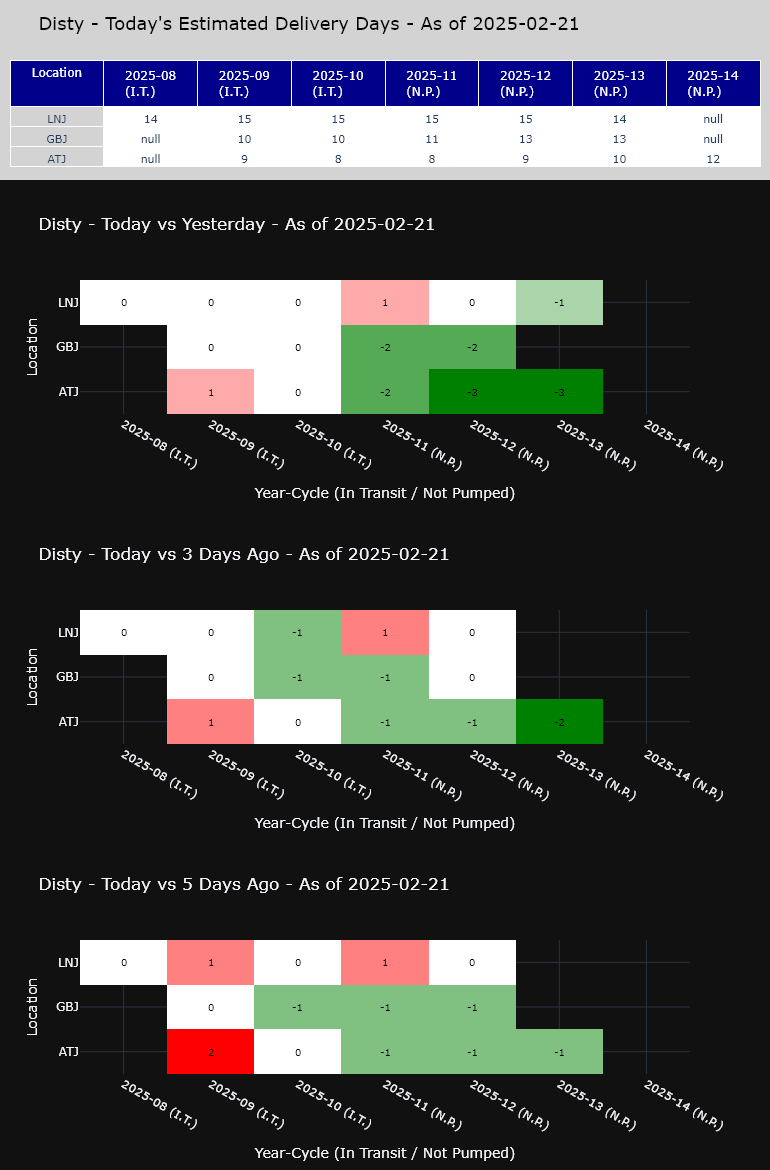 Disty - Today's Estimated Delivery Days - As of 2025-02-21
Location 2025-08 (I.T.) 2025-09 (I.T.) 2025-10 (I.T.) 2025-11 (N.P.) 2025-12 (N.P.) 2025-13 (N.P.) 2025-14 (N.P.)
LNJ 14 15 15 15 15 14 null
GBJ null 10 10 11 13 13 null
ATJ null 9 8 8 9 10 12
Disty - Today vs Yesterday - As of 2025-02-21
Location
LNJ 0 0 0 1 0 -1
GBJ 0 0 -2 -2
ATJ 1 0 -2 -3 -3
2025-08 (I.T.) 2025-09 (I.T.) 2025-10 (I.T.) 2025-11 (N.P.) 2025-12 (N.P.) 2025-13 (N.P.) 2025-14 (N.P.)
Year-Cycle (In Transit / Not Pumped)
Disty - Today vs 3 Days Ago - As of 2025-02-21
Location
LNJ 0 0 -1 1 0
GBJ 0 -1 -1 0
ATJ 1 0 -1 -1 -2
2025-08 (I.T.) 2025-09 (I.T.) 2025-10 (I.T.) 2025-11 (N.P.) 2025-12 (N.P.) 2025-13 (N.P.) 2025-14 (N.P.)
Year-Cycle (In Transit / Not Pumped)
Disty - Today vs 5 Days Ago - As of 2025-02-21
Location
LNJ 0 1 0 1 0
GBJ 0 -1 -1 -1
ATJ 2 0 -1 -1 -1
2025-08 (I.T.) 2025-09 (I.T.) 2025-10 (I.T.) 2025-11 (N.P.) 2025-12 (N.P.) 2025-13 (N.P.) 2025-14 (N.P.)
Year-Cycle (In Transit / Not Pumped)